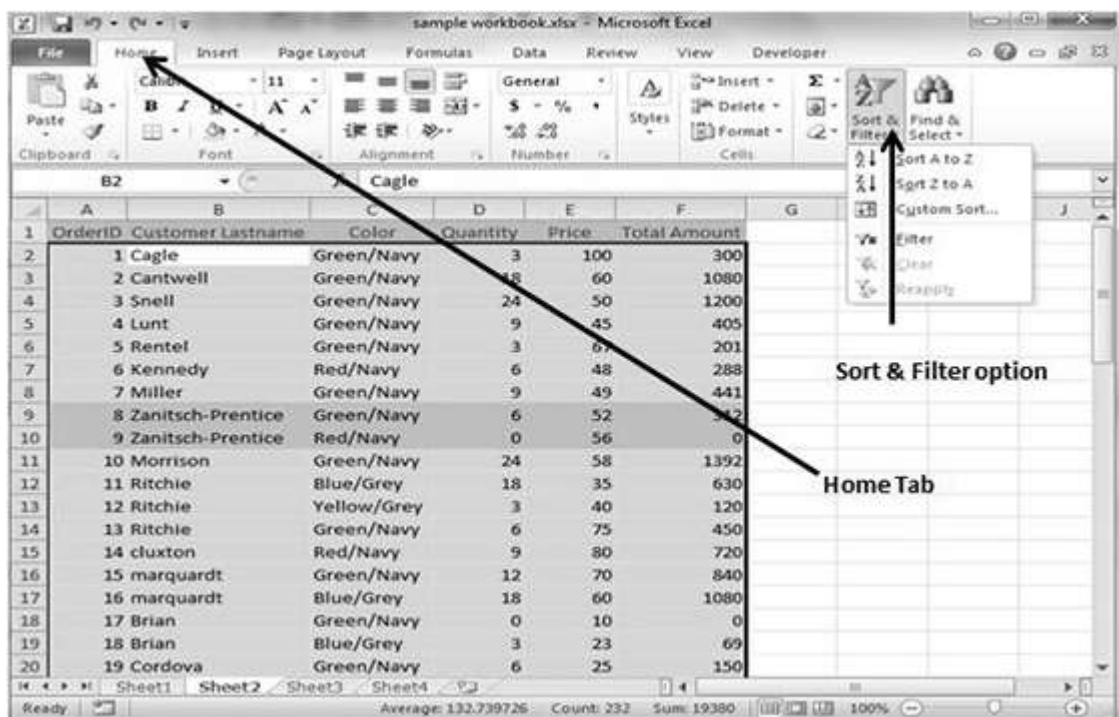 sample workbook.xlsx - Microsoft Excel
File Home Insert Page Layout Formulas Data Review View Developer
Calibri 11 General
Paste B I U $ % Styles Insert Delete Format Σ Sort & Filter Find & Select
Clipboard Font Alignment Number Cells
Sort A to Z
Sort Z to A
Custom Sort...
Filter
Clear
Reapply
B2 Cagle
A B C D E F G J
1 OrderID Customer Lastname Color Quantity Price Total Amount
2 1 Cagle Green/Navy 3 100 300
3 2 Cantwell Green/Navy 18 60 1080
4 3 Snell Green/Navy 24 50 1200
5 4 Lunt Green/Navy 9 45 405
6 5 Rentel Green/Navy 3 67 201
7 6 Kennedy Red/Navy 6 48 288
8 7 Miller Green/Navy 9 49 441
9 8 Zanitsch-Prentice Green/Navy 6 52 312
10 9 Zanitsch-Prentice Red/Navy 0 56 0
11 10 Morrison Green/Navy 24 58 1392
12 11 Ritchie Blue/Grey 18 35 630
13 12 Ritchie Yellow/Grey 3 40 120
14 13 Ritchie Green/Navy 6 75 450
15 14 cluxton Red/Navy 9 80 720
16 15 marquardt Green/Navy 12 70 840
17 16 marquardt Blue/Grey 18 60 1080
18 17 Brian Green/Navy 0 10 0
19 18 Brian Blue/Grey 3 23 69
20 19 Cordova Green/Navy 6 25 150
Sort & Filter option
Home Tab
Sheet1 Sheet2 Sheet3 Sheet4
Ready Average: 132.739726 Count: 232 Sum: 19380 100%